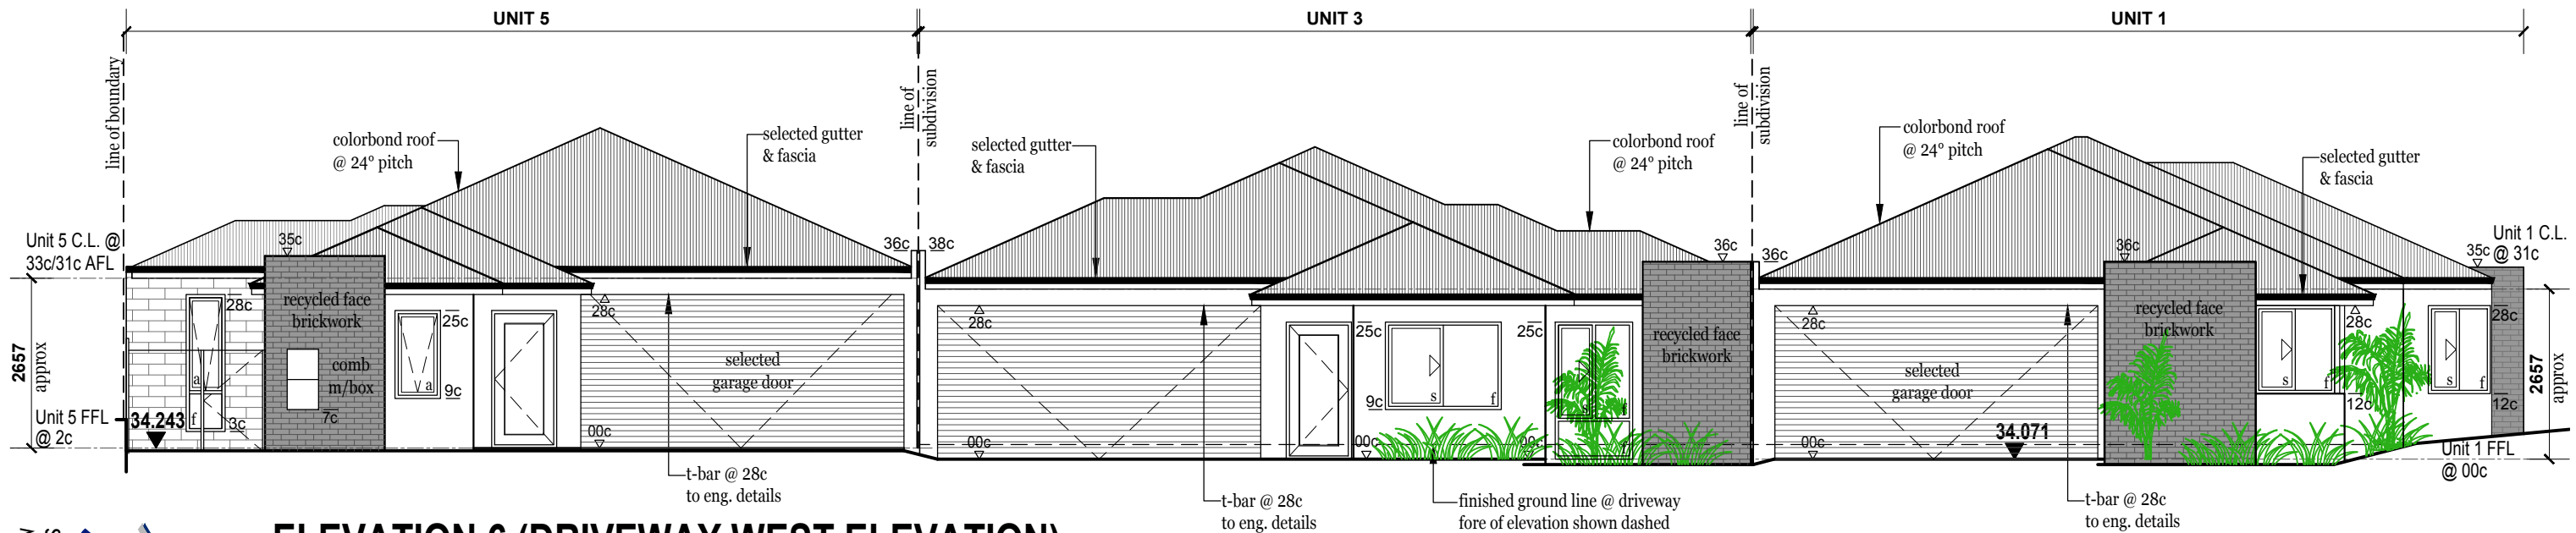 UNIT 5
UNIT 3
UNIT 1
line of boundary
line of
subdivision
line of
subdivision
colorbond roof
@ 24° pitch
selected gutter
& fascia
selected gutter
& fascia
colorbond roof
@ 24° pitch
colorbond roof
@ 24° pitch
selected gutter
& fascia
Unit 5 C.L. @
33c/31c AFL
35c
36c
38c
36c
36c
36c
35c
Unit 1 C.L.
@ 31c
2657
approx
Unit 5 FFL
@ 2c
34.243
28c
a
f
3c
recycled face
brickwork
comb
m/box
7c
25c
a
9c
28c
selected
garage door
00c
28c
00c
25c
9c
00c
s
f
25c
00c
s
f
f
recycled face
brickwork
28c
selected
garage door
00c
34.071
recycled face
brickwork
s
f
28c
12c
s
f
28c
12c
2657
approx
Unit 1 FFL
@ 00c
t-bar @ 28c
to eng. details
t-bar @ 28c
to eng. details
finished ground line @ driveway
fore of elevation shown dashed
t-bar @ 28c
to eng. details
ELEVATION 6 (DRIVEWAY WEST ELEVATION)